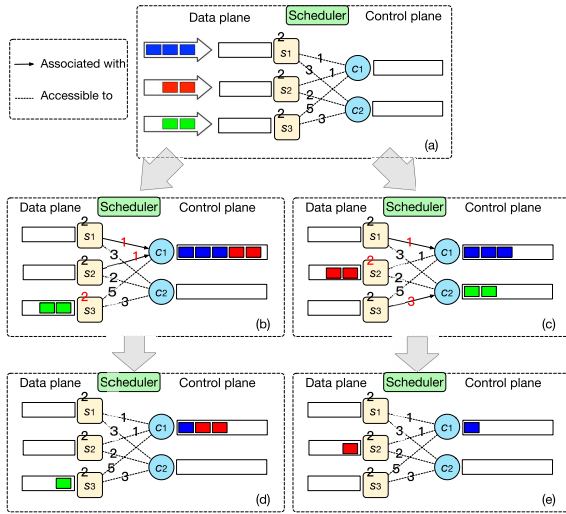 Data plane Scheduler Control plane
Associated with
Accessible to
2 S1 1 3
2 S2 1 2
2 S3 5 3
C1
C2
(a)
Data plane Scheduler Control plane
2 S1 1 3
2 S2 1 2
2 S3 5 3
C1
C2
(b)
Data plane Scheduler Control plane
2 S1 1 3
2 S2 1 2
2 S3 5 3
C1
C2
(c)
Data plane Scheduler Control plane
2 S1 1 3
2 S2 1 2
2 S3 5 3
C1
C2
(d)
Data plane Scheduler Control plane
2 S1 1 3
2 S2 1 2
2 S3 5 3
C1
C2
(e)